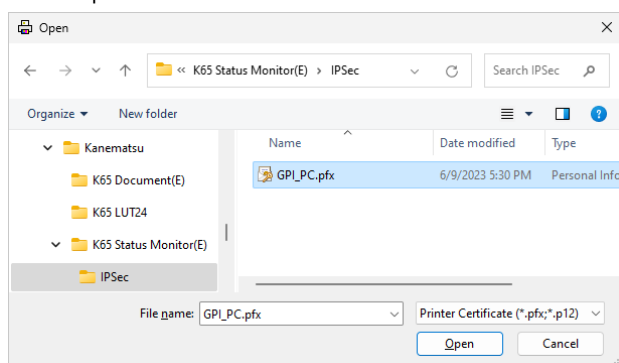 Open
« K65 Status Monitor(E) > IPSec
Search IPSec
Organize
New folder
Name
Date modified
Type
Kanematsu
K65 Document(E)
K65 LUT24
K65 Status Monitor(E)
IPSec
GPI_PC.pfx
6/9/2023 5:30 PM
Personal Info
File name:
GPI_PC.pfx
Printer Certificate (*.pfx;*.p12)
Open
Cancel